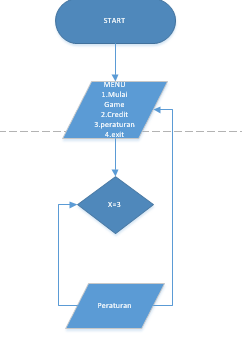 START
MENU
1.Mulai
Game
2.Credit
3.peraturan
4.exit
X=3
Peraturan